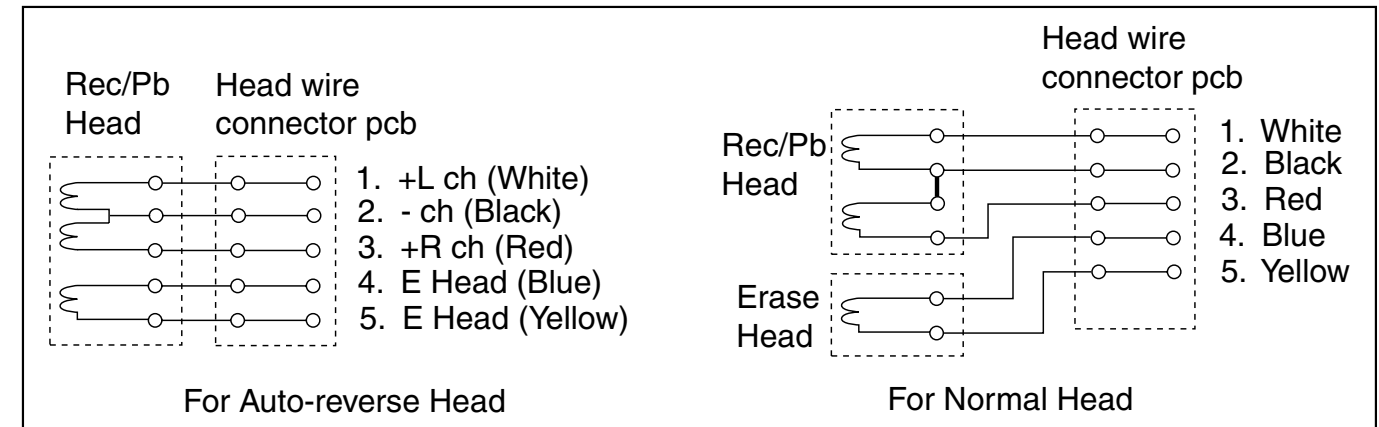 Rec/Pb
Head
Head wire
connector pcb
1. +L ch (White)
2. - ch (Black)
3. +R ch (Red)
4. E Head (Blue)
5. E Head (Yellow)
For Auto-reverse Head
Head wire
connector pcb
Rec/Pb
Head
Erase
Head
1. White
2. Black
3. Red
4. Blue
5. Yellow
For Normal Head